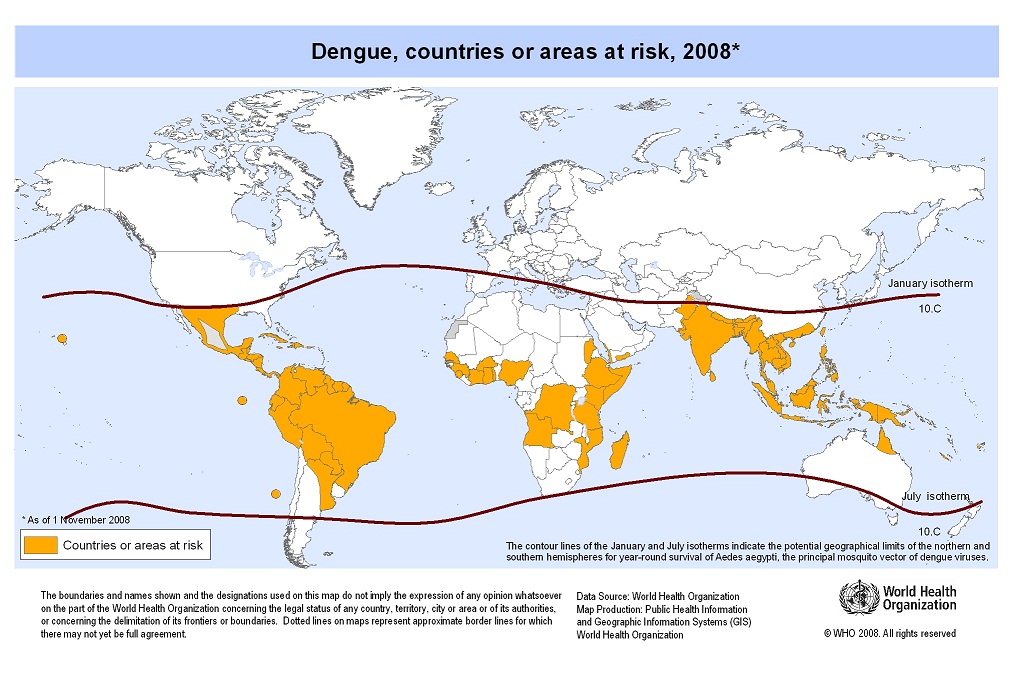 Dengue, countries or areas at risk, 2008*
January isotherm
10.C
July isotherm
10.C
* As of 1 November 2008
Countries or areas at risk
The contour lines of the January and July isotherms indicate the potential geographical limits of the northern and
southern hemispheres for year-round survival of Aedes aegypti, the principal mosquito vector of dengue viruses.
The boundaries and names shown and the designations used on this map do not imply the expression of any opinion whatsoever
on the part of the World Health Organization concerning the legal status of any country, territory, city or area or of its authorities,
or concerning the delimitation of its frontiers or boundaries. Dotted lines on maps represent approximate border lines for which
there may not yet be full agreement.
Data Source: World Health Organization
Map Production: Public Health Information
and Geographic Information Systems (GIS)
World Health Organization
World Health
Organization
© WHO 2008. All rights reserved